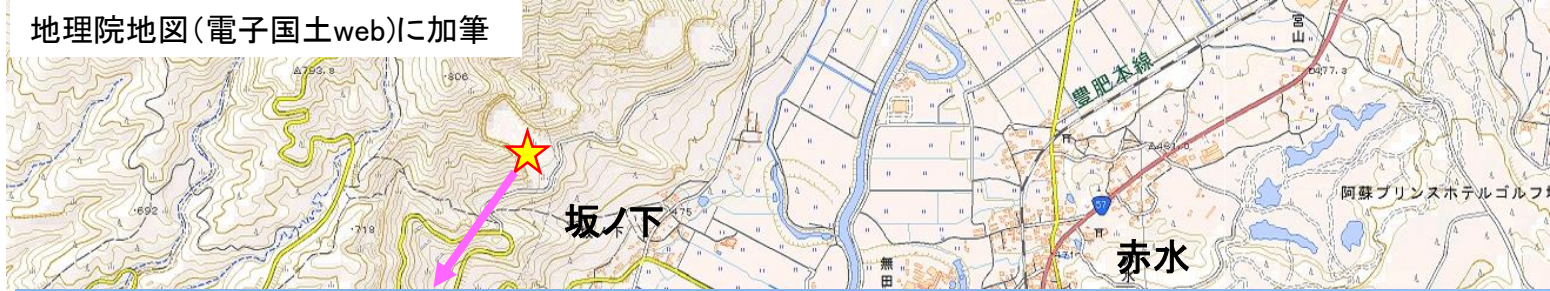 地理院地図(電子国土web)に加筆
470
宮山
豊肥本線
477.3
793.8
806
57
阿蘇プリンスホテルゴルフ場
692
475
坂ノ下
下
719
無田
471
赤水